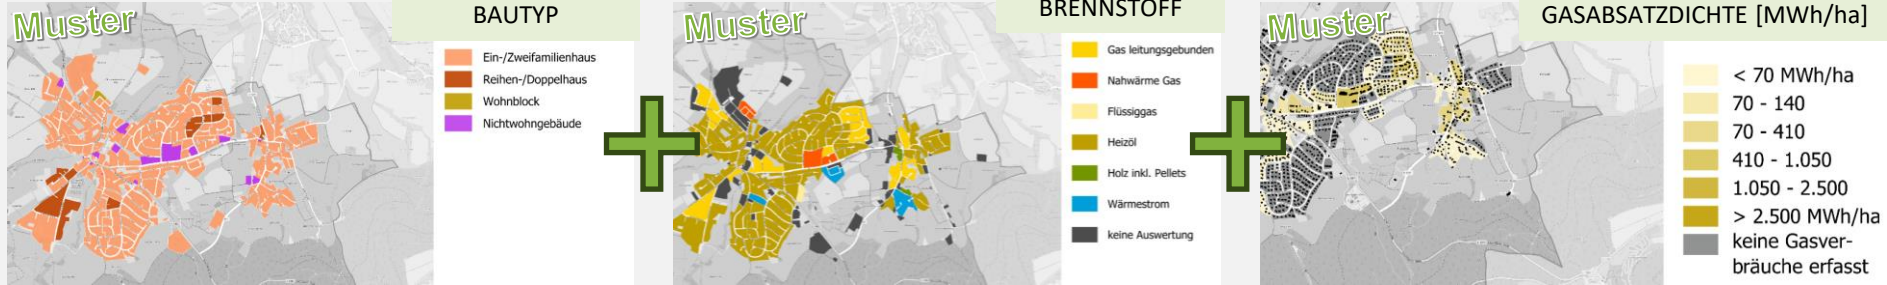 Muster
BAUTYP
Ein-/Zweifamilienhaus
Reihen-/Doppelhaus
Wohnblock
Nichtwohngebäude
Muster
BRENNSTOFF
Gas leitungsgebunden
Nahwärme Gas
Flüssiggas
Heizöl
Holz inkl. Pellets
Wärmestrom
keine Auswertung
Muster
GASABSATZDICHTE [MWh/ha]
< 70 MWh/ha
70 - 140
70 - 410
410 - 1.050
1.050 - 2.500
> 2.500 MWh/ha
keine Gasver-
bräuche erfasst